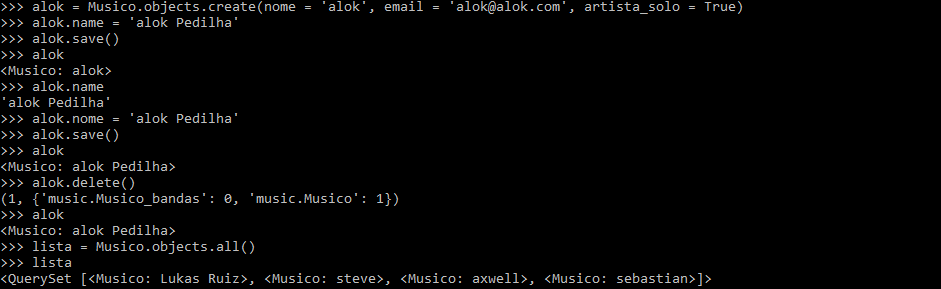 >>> alok = Musico.objects.create(nome = 'alok', email = 'alok@alok.com', artista_solo = True)
>>> alok.name = 'alok Pedilha'
>>> alok.save()
>>> alok
<Musico: alok>
>>> alok.name
'alok Pedilha'
>>> alok.nome = 'alok Pedilha'
>>> alok.save()
>>> alok
<Musico: alok Pedilha>
>>> alok.delete()
(1, {'music.Musico_bandas': 0, 'music.Musico': 1})
>>> alok
<Musico: alok Pedilha>
>>> lista = Musico.objects.all()
>>> lista
<QuerySet [<Musico: Lukas Ruiz>, <Musico: steve>, <Musico: axwell>, <Musico: sebastian>]>